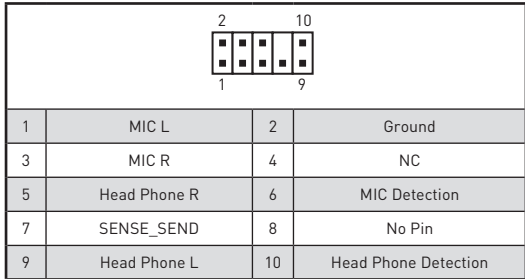 2 10
1 9
1 MIC L 2 Ground
3 MIC R 4 NC
5 Head Phone R 6 MIC Detection
7 SENSE_SEND 8 No Pin
9 Head Phone L 10 Head Phone Detection